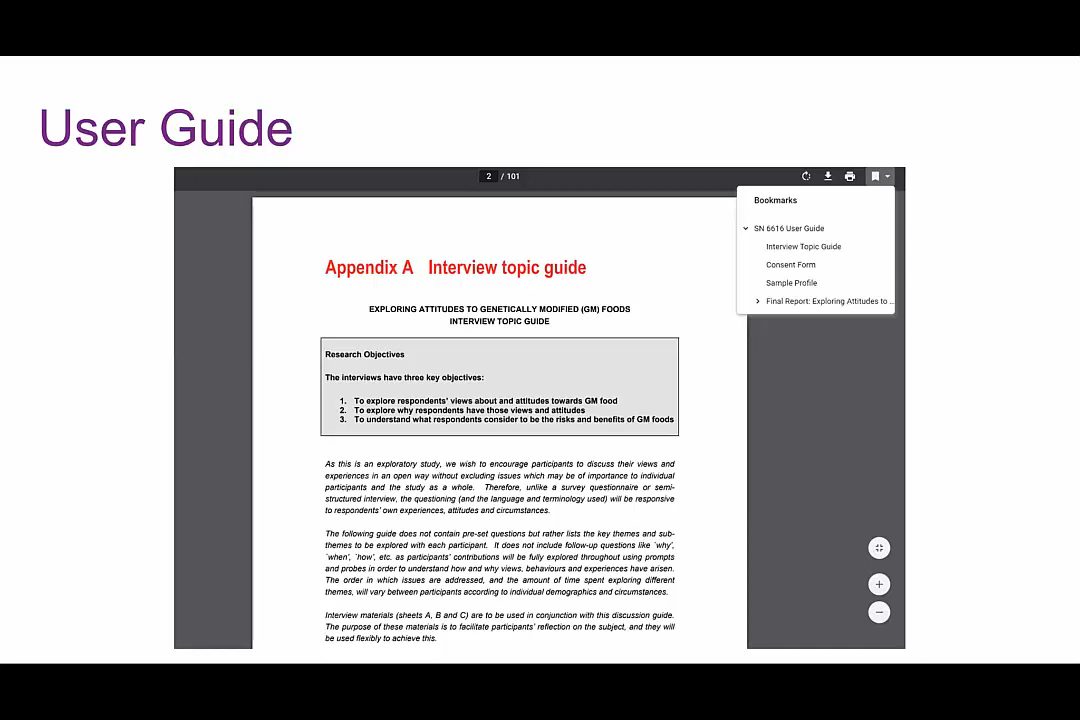 User Guide
2 / 101
Bookmarks
SN 6616 User Guide
Interview Topic Guide
Consent Form
Sample Profile
Final Report: Exploring Attitudes to ...
Appendix A Interview topic guide
EXPLORING ATTITUDES TO GENETICALLY MODIFIED (GM) FOODS
INTERVIEW TOPIC GUIDE
Research Objectives
The interviews have three key objectives:
1. To explore respondents' views about and attitudes towards GM food
2. To explore why respondents have those views and attitudes
3. To understand what respondents consider to be the risks and benefits of GM foods
As this is an exploratory study, we wish to encourage participants to discuss their views and
experiences in an open way without excluding issues which may be of importance to individual
participants and the study as a whole. Therefore, unlike a survey questionnaire or semi-
structured interview, the questioning (and the language and terminology used) will be responsive
to respondents' own experiences, attitudes and circumstances.
The following guide does not contain pre-set questions but rather lists the key themes and sub-
themes to be explored with each participant. It does not include follow-up questions like `why',
`when', `how', etc. as participants' contributions will be fully explored throughout using prompts
and probes in order to understand how and why views, behaviours and experiences have arisen.
The order in which issues are addressed, and the amount of time spent exploring different
themes, will vary between participants according to individual demographics and circumstances.
Interview materials (sheets A, B and C) are to be used in conjunction with this discussion guide.
The purpose of these materials is to facilitate participants' reflection on the subject, and they will
be used flexibly to achieve this.